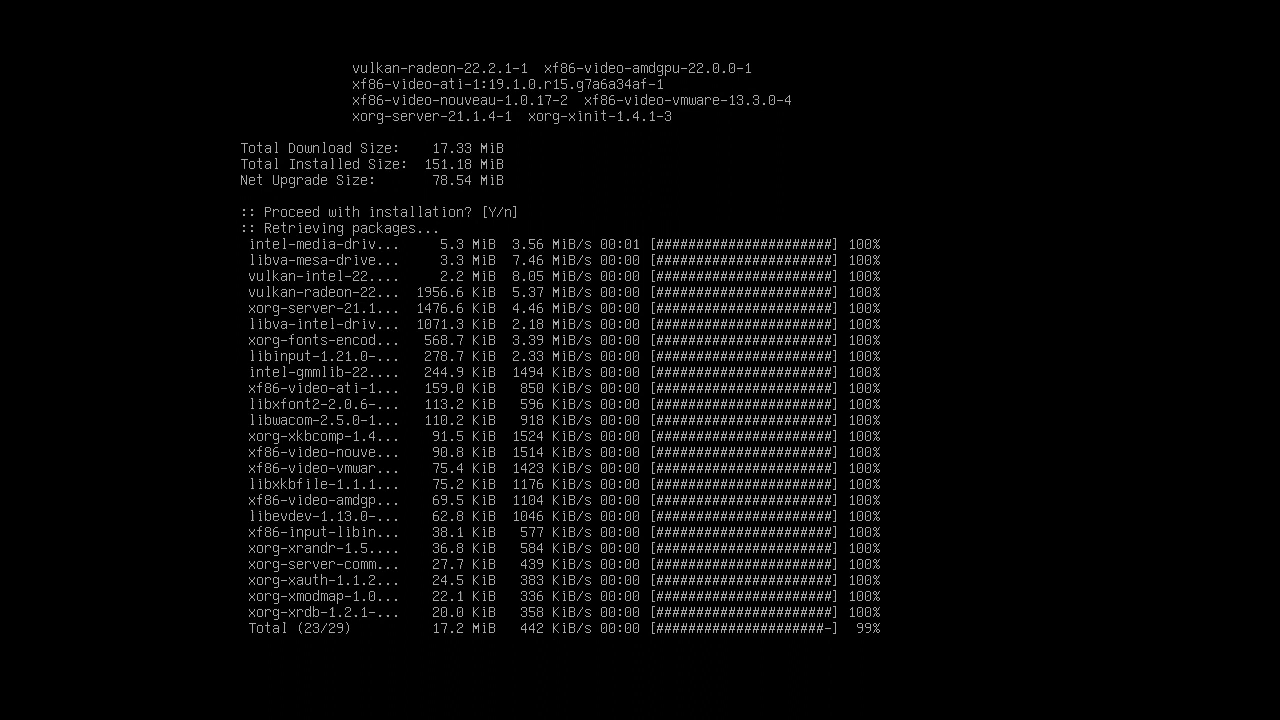 vulkan-radeon-22.2.1-1  xf86-video-amdgpu-22.0.0-1
xf86-video-ati-1:19.1.0.r15.g7a6a34af-1
xf86-video-nouveau-1.0.17-2  xf86-video-vmware-13.3.0-4
xorg-server-21.1.4-1  xorg-xinit-1.4.1-3
Total Download Size:    17.33 MiB
Total Installed Size:  151.18 MiB
Net Upgrade Size:       78.54 MiB
:: Proceed with installation? [Y/n]
:: Retrieving packages...
intel-media-driv...     5.3 MiB  3.56 MiB/s 00:01 [######################] 100%
libva-mesa-drive...     3.3 MiB  7.46 MiB/s 00:00 [######################] 100%
vulkan-intel-22....     2.2 MiB  8.05 MiB/s 00:00 [######################] 100%
vulkan-radeon-22...  1956.6 KiB  5.37 MiB/s 00:00 [######################] 100%
xorg-server-21.1...  1476.6 KiB  4.46 MiB/s 00:00 [######################] 100%
libva-intel-driv...  1071.3 KiB  2.18 MiB/s 00:00 [######################] 100%
xorg-fonts-encod...   568.7 KiB  3.39 MiB/s 00:00 [######################] 100%
libinput-1.21.0-...   278.7 KiB  2.33 MiB/s 00:00 [######################] 100%
intel-gmmlib-22....   244.9 KiB  1494 KiB/s 00:00 [######################] 100%
xf86-video-ati-1...   159.0 KiB   850 KiB/s 00:00 [######################] 100%
libxfont2-2.0.6-...   113.2 KiB   596 KiB/s 00:00 [######################] 100%
libwacom-2.5.0-1...   110.2 KiB   918 KiB/s 00:00 [######################] 100%
xorg-xkbcomp-1.4...    91.5 KiB  1524 KiB/s 00:00 [######################] 100%
xf86-video-nouve...    90.8 KiB  1514 KiB/s 00:00 [######################] 100%
xf86-video-vmwar...    75.4 KiB  1423 KiB/s 00:00 [######################] 100%
libxkbfile-1.1.1...    75.2 KiB  1176 KiB/s 00:00 [######################] 100%
xf86-video-amdgp...    69.5 KiB  1104 KiB/s 00:00 [######################] 100%
libevdev-1.13.0-...    62.8 KiB  1046 KiB/s 00:00 [######################] 100%
xf86-input-libin...    38.1 KiB   577 KiB/s 00:00 [######################] 100%
xorg-xrandr-1.5....    36.8 KiB   584 KiB/s 00:00 [######################] 100%
xorg-server-comm...    27.7 KiB   439 KiB/s 00:00 [######################] 100%
xorg-xauth-1.1.2...    24.5 KiB   383 KiB/s 00:00 [######################] 100%
xorg-xmodmap-1.0...    22.1 KiB   336 KiB/s 00:00 [######################] 100%
xorg-xrdb-1.2.1-...    20.0 KiB   358 KiB/s 00:00 [######################] 100%
Total (23/29)          17.2 MiB   442 KiB/s 00:00 [#####################-]  99%